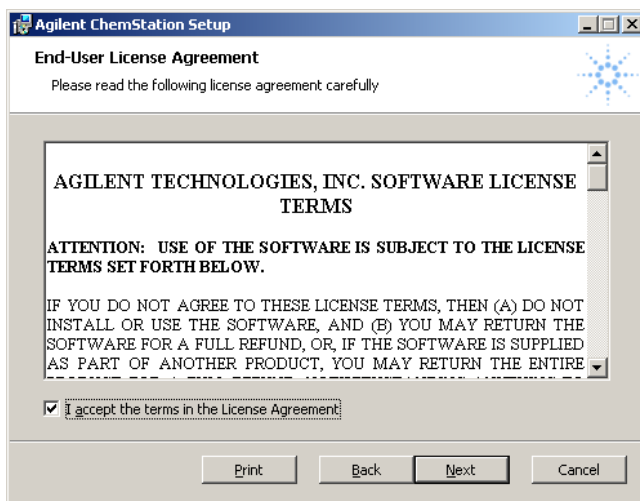 Agilent ChemStation Setup
End-User License Agreement
Please read the following license agreement carefully
AGILENT TECHNOLOGIES, INC. SOFTWARE LICENSE
TERMS
ATTENTION: USE OF THE SOFTWARE IS SUBJECT TO THE LICENSE
TERMS SET FORTH BELOW.
IF YOU DO NOT AGREE TO THESE LICENSE TERMS, THEN (A) DO NOT
INSTALL OR USE THE SOFTWARE, AND (B) YOU MAY RETURN THE
SOFTWARE FOR A FULL REFUND, OR, IF THE SOFTWARE IS SUPPLIED
AS PART OF ANOTHER PRODUCT, YOU MAY RETURN THE ENTIRE
I accept the terms in the License Agreement
Print Back Next Cancel